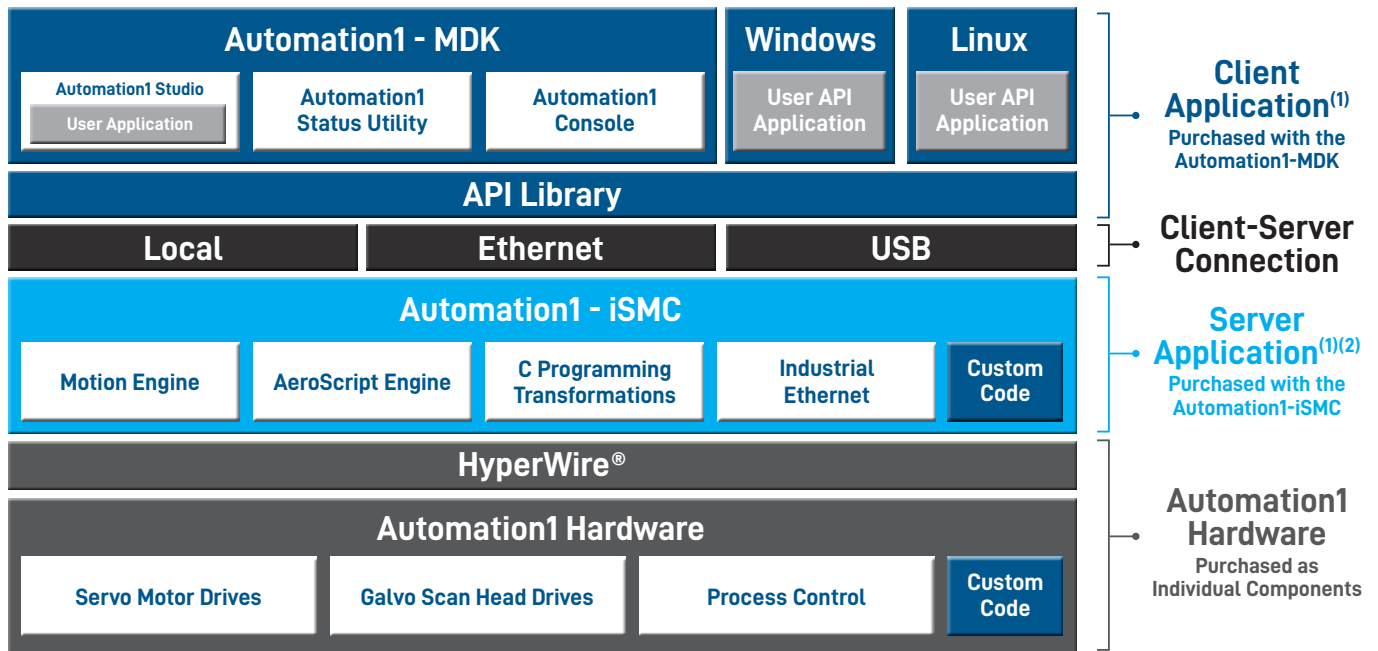 Automation1 - MDK
Windows
Linux
Automation1 Studio
User Application
Automation1
Status Utility
Automation1
Console
User API
Application
User API
Application
API Library
Client
Application(1)
Purchased with the
Automation1-MDK
Local
Ethernet
USB
Client-Server
Connection
Automation1 - iSMC
Motion Engine
AeroScript Engine
C Programming
Transformations
Industrial
Ethernet
Custom
Code
Server
Application(1)(2)
Purchased with the
Automation1-iSMC
HyperWire®
Automation1 Hardware
Servo Motor Drives
Galvo Scan Head Drives
Process Control
Custom
Code
Automation1
Hardware
Purchased as
Individual Components